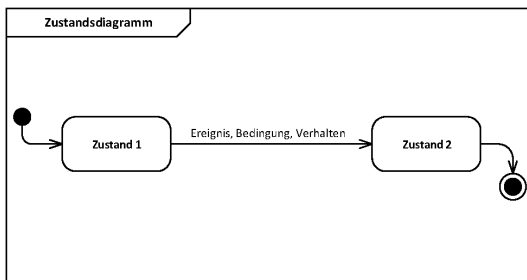 Zustandsdiagramm
Ereignis, Bedingung, Verhalten
Zustand 1
Zustand 2